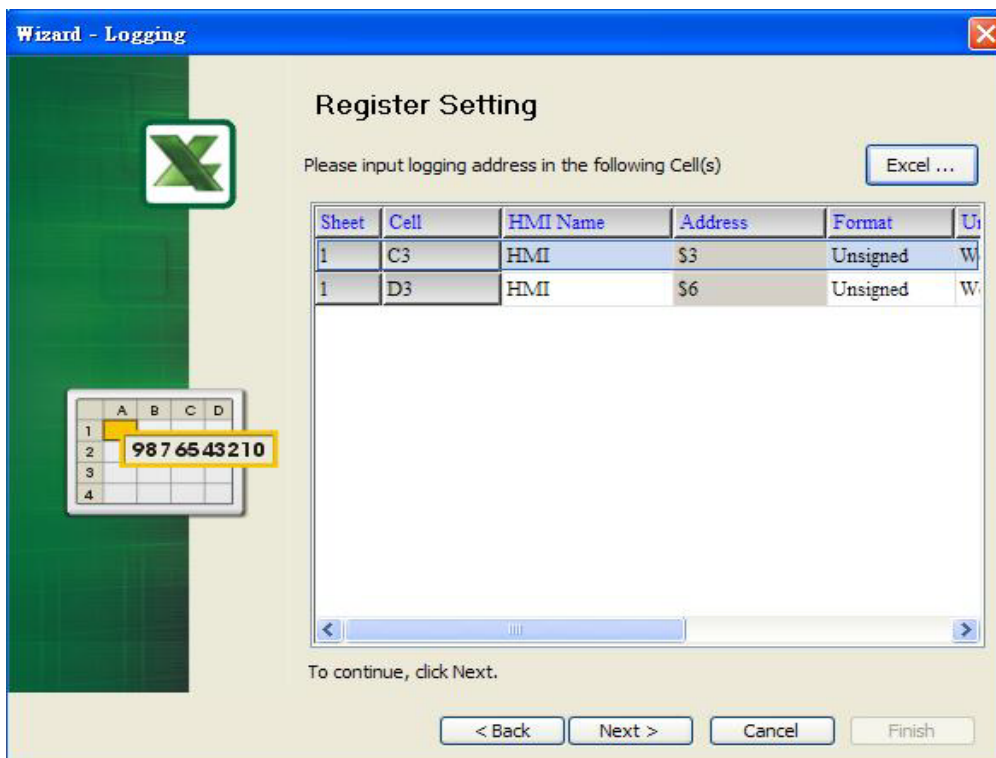 Wizard - Logging
Register Setting
Please input logging address in the following Cell(s)
Excel ...
Sheet Cell HMI Name Address Format
1 C3 HMI $3 Unsigned
1 D3 HMI $6 Unsigned
A B C D
1
2
3
4
9876543210
To continue, click Next.
< Back Next > Cancel Finish